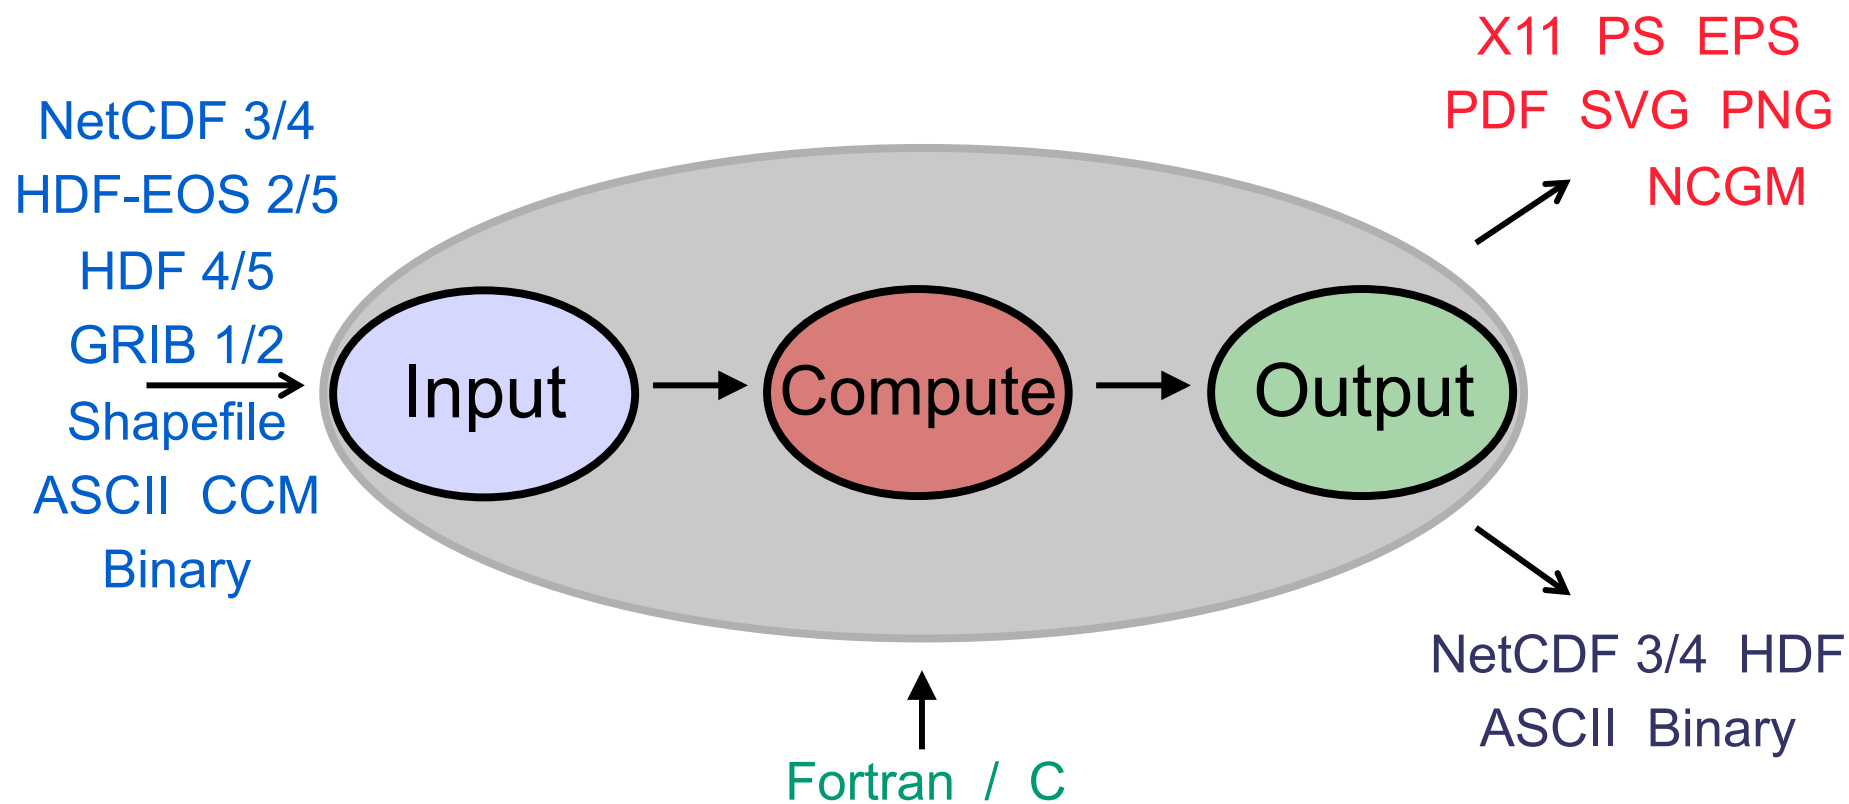 NetCDF 3/4
HDF-EOS 2/5
HDF 4/5
GRIB 1/2
Shapefile
ASCII CCM
Binary
Input
Compute
Output
X11 PS EPS
PDF SVG PNG
NCGM
NetCDF 3/4 HDF
ASCII Binary
Fortran / C